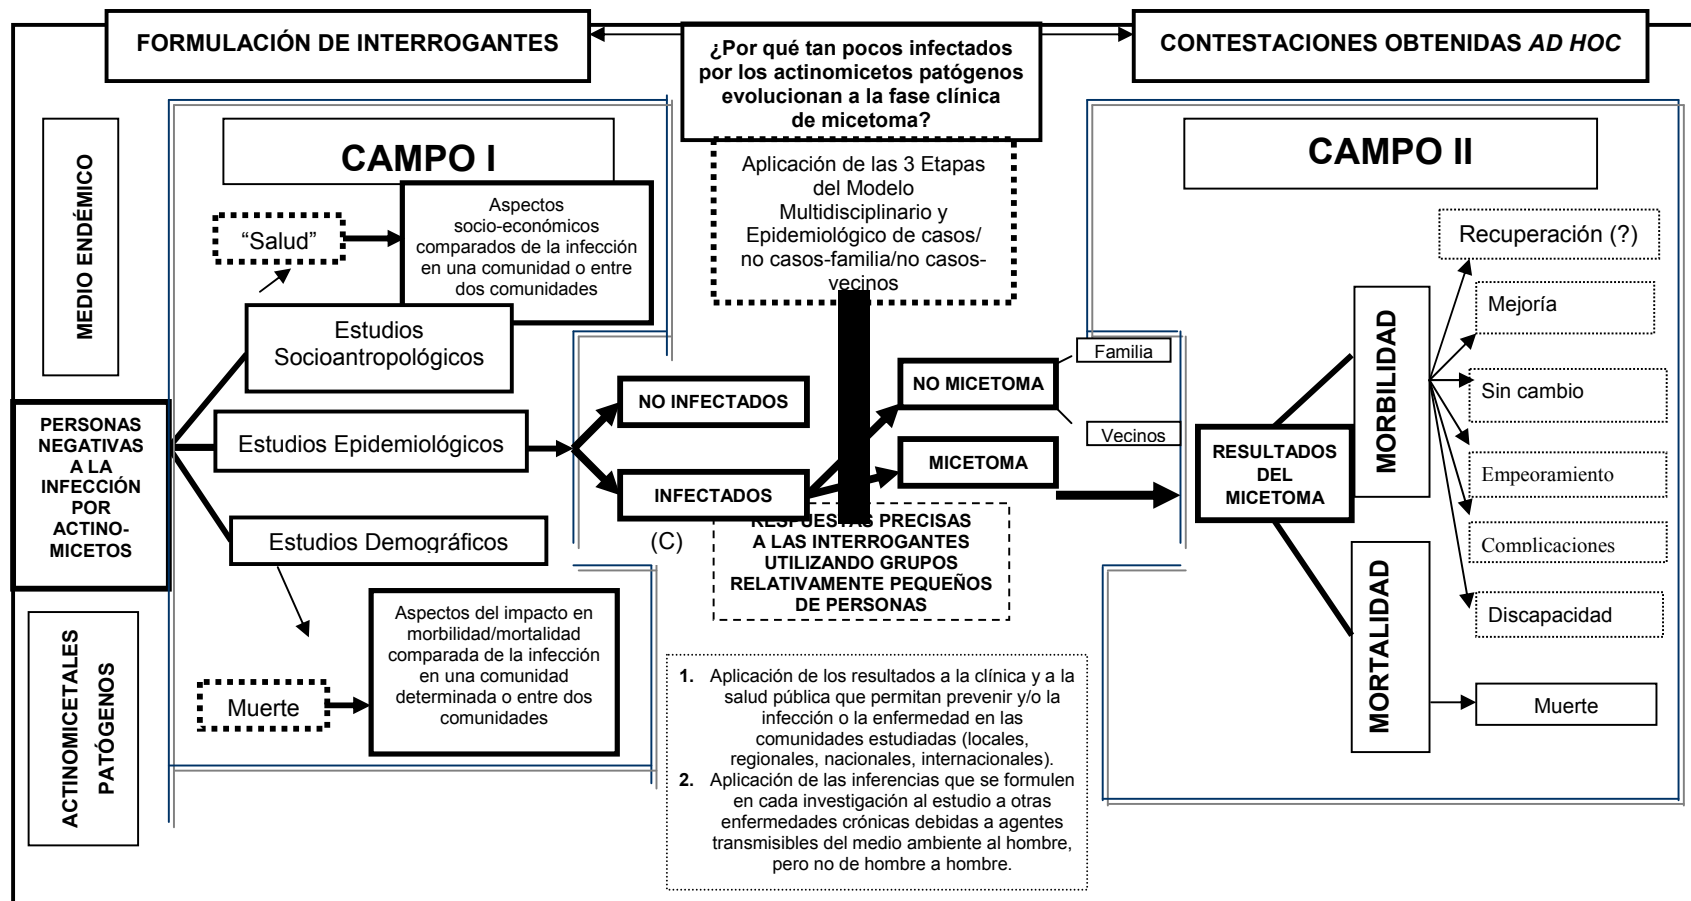 FORMULACIÓN DE INTERROGANTES
¿Por qué tan pocos infectados
por los actinomicetos patógenos
evolucionan a la fase clínica
de micetoma?
CONTESTACIONES OBTENIDAS AD HOC
MEDIO ENDÉMICO
PERSONAS
NEGATIVAS
A LA
INFECCIÓN
POR
ACTINO-
MICETOS
ACTINOMICETALES
PATÓGENOS
CAMPO I
“Salud”
Aspectos
socio-económicos
comparados de la infección
en una comunidad o entre
dos comunidades
Estudios
Socioantropológicos
Estudios Epidemiológicos
Estudios Demográficos
Muerte
Aspectos del impacto en
morbilidad/mortalidad
comparada de la infección
en una comunidad
determinada o entre dos
comunidades
Aplicación de las 3 Etapas
del Modelo
Multidisciplinario y
Epidemiológico de casos/
no casos-familia/no casos-
vecinos
NO INFECTADOS
INFECTADOS
(C)
NO MICETOMA
MICETOMA
Familia
Vecinos
RESPUESTAS PRECISAS
A LAS INTERROGANTES
UTILIZANDO GRUPOS
RELATIVAMENTE PEQUEÑOS
DE PERSONAS
1. Aplicación de los resultados a la clínica y a la
salud pública que permitan prevenir y/o la
infección o la enfermedad en las
comunidades estudiadas (locales,
regionales, nacionales, internacionales).
2. Aplicación de las inferencias que se formulen
en cada investigación al estudio a otras
enfermedades crónicas debidas a agentes
transmisibles del medio ambiente al hombre,
pero no de hombre a hombre.
CAMPO II
RESULTADOS
DEL
MICETOMA
MORBILIDAD
Recuperación (?)
Mejoría
Sin cambio
Empeoramiento
Complicaciones
Discapacidad
MORTALIDAD
Muerte